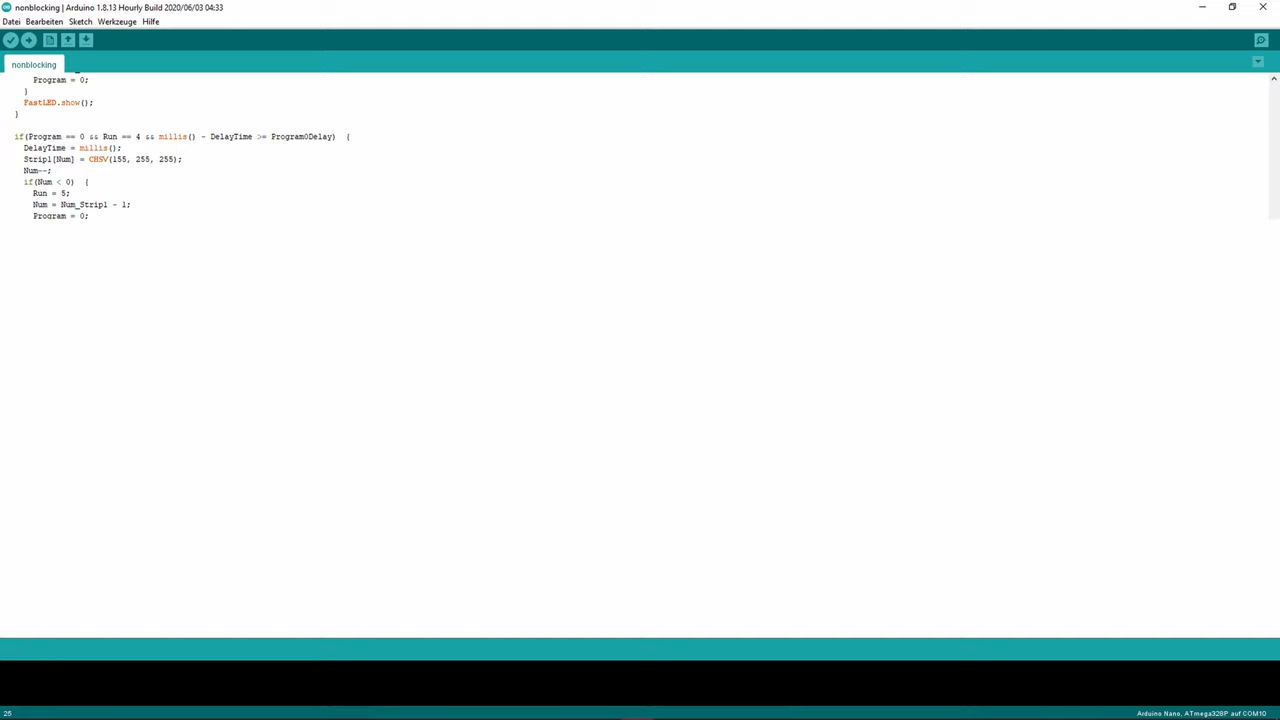 nonblocking | Arduino 1.8.13 Hourly Build 2020/06/03 04:33
Datei Bearbeiten Sketch Werkzeuge Hilfe
nonblocking
Program = 0;
}
FastLED.show();
}
if(Program == 0 && Run == 4 && millis() - DelayTime >= Program0Delay) {
DelayTime = millis();
Strip1[Num] = CHSV(155, 255, 255);
Num--;
if(Num < 0) {
Run = 5;
Num = Num_Strip1 - 1;
Program = 0;
25
Arduino Nano, ATmega328P auf COM10